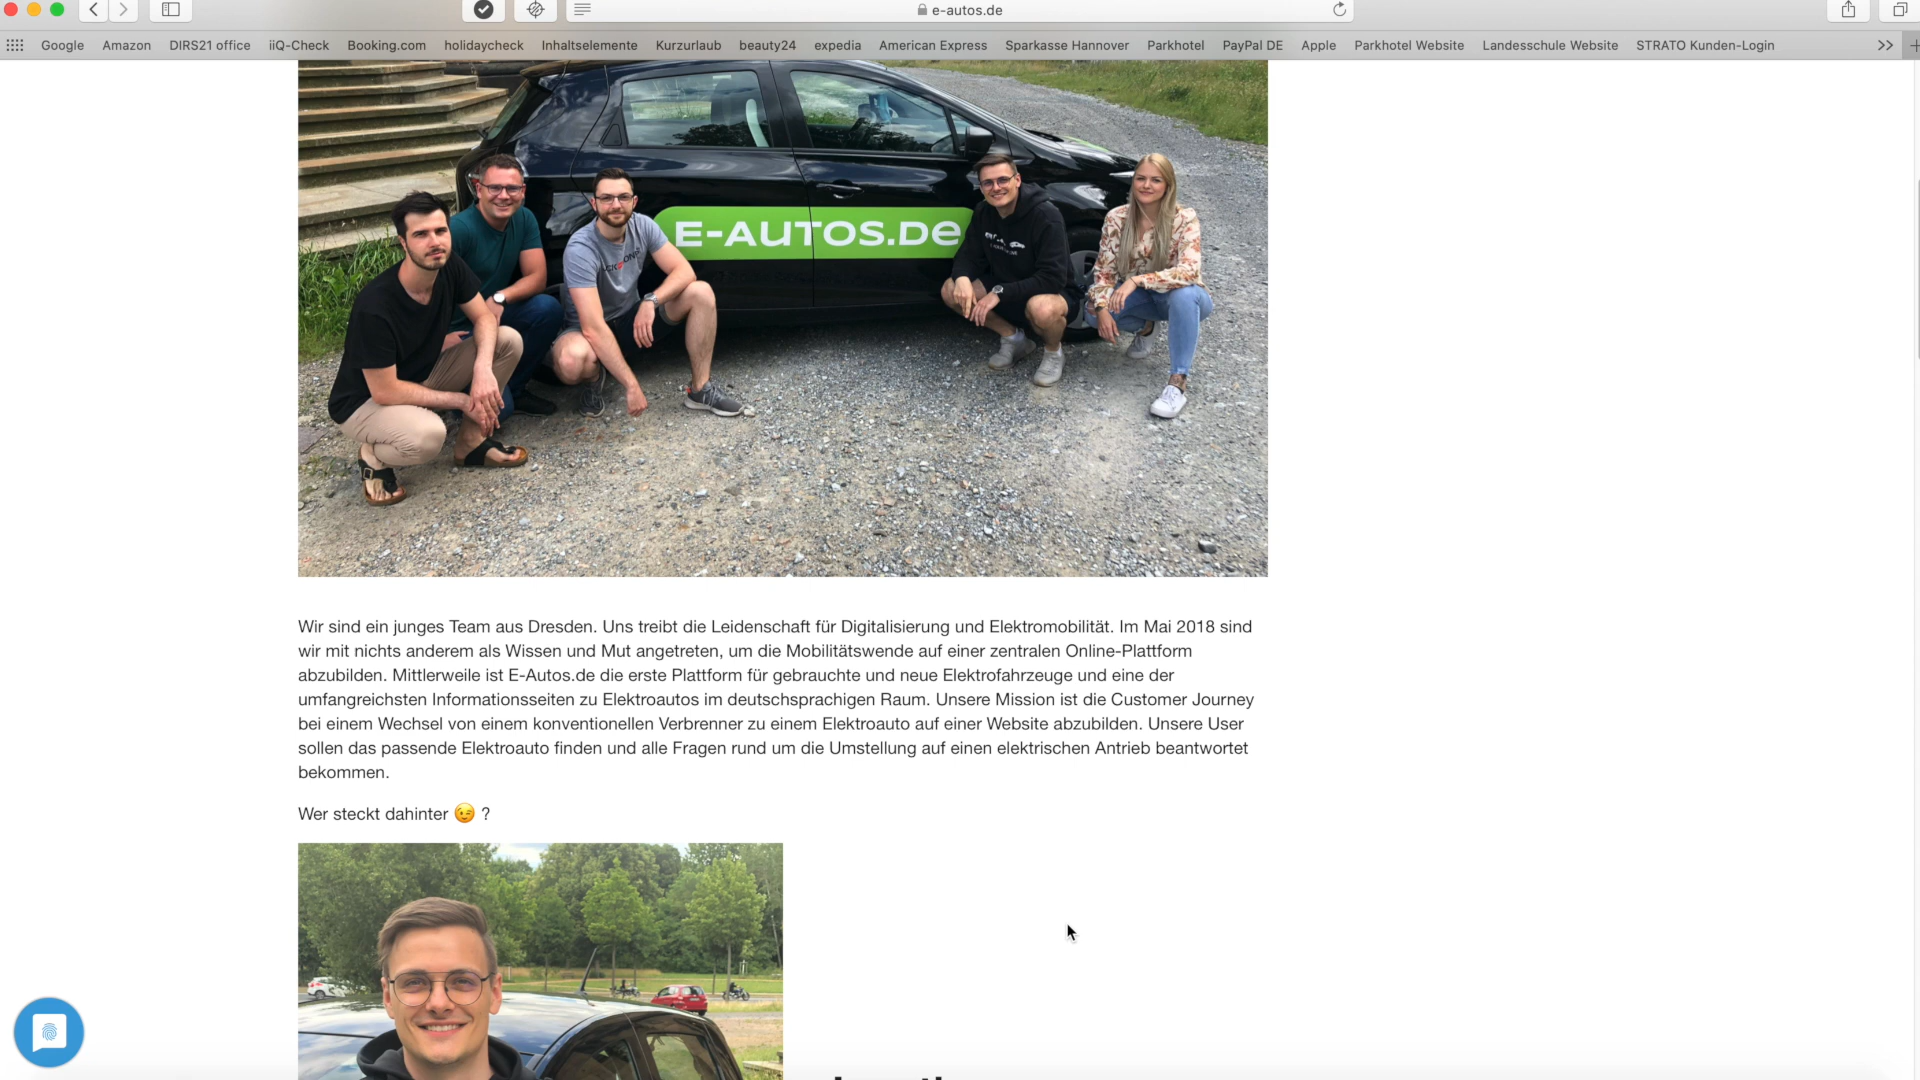 e-autos.de
Google Amazon DIRS21 office iiQ-Check Booking.com holidaycheck Inhaltselemente Kurzurlaub beauty24 expedia American Express Sparkasse Hannover Parkhotel PayPal DE Apple Parkhotel Website Landesschule Website STRATO Kunden-Login
E-AUTOS.De
Wir sind ein junges Team aus Dresden. Uns treibt die Leidenschaft für Digitalisierung und Elektromobilität. Im Mai 2018 sind
wir mit nichts anderem als Wissen und Mut angetreten, um die Mobilitätswende auf einer zentralen Online-Plattform
abzubilden. Mittlerweile ist E-Autos.de die erste Plattform für gebrauchte und neue Elektrofahrzeuge und eine der
umfangreichsten Informationsseiten zu Elektroautos im deutschsprachigen Raum. Unsere Mission ist die Customer Journey
bei einem Wechsel von einem konventionellen Verbrenner zu einem Elektroauto auf einer Website abzubilden. Unsere User
sollen das passende Elektroauto finden und alle Fragen rund um die Umstellung auf einen elektrischen Antrieb beantwortet
bekommen.
Wer steckt dahinter 😉 ?